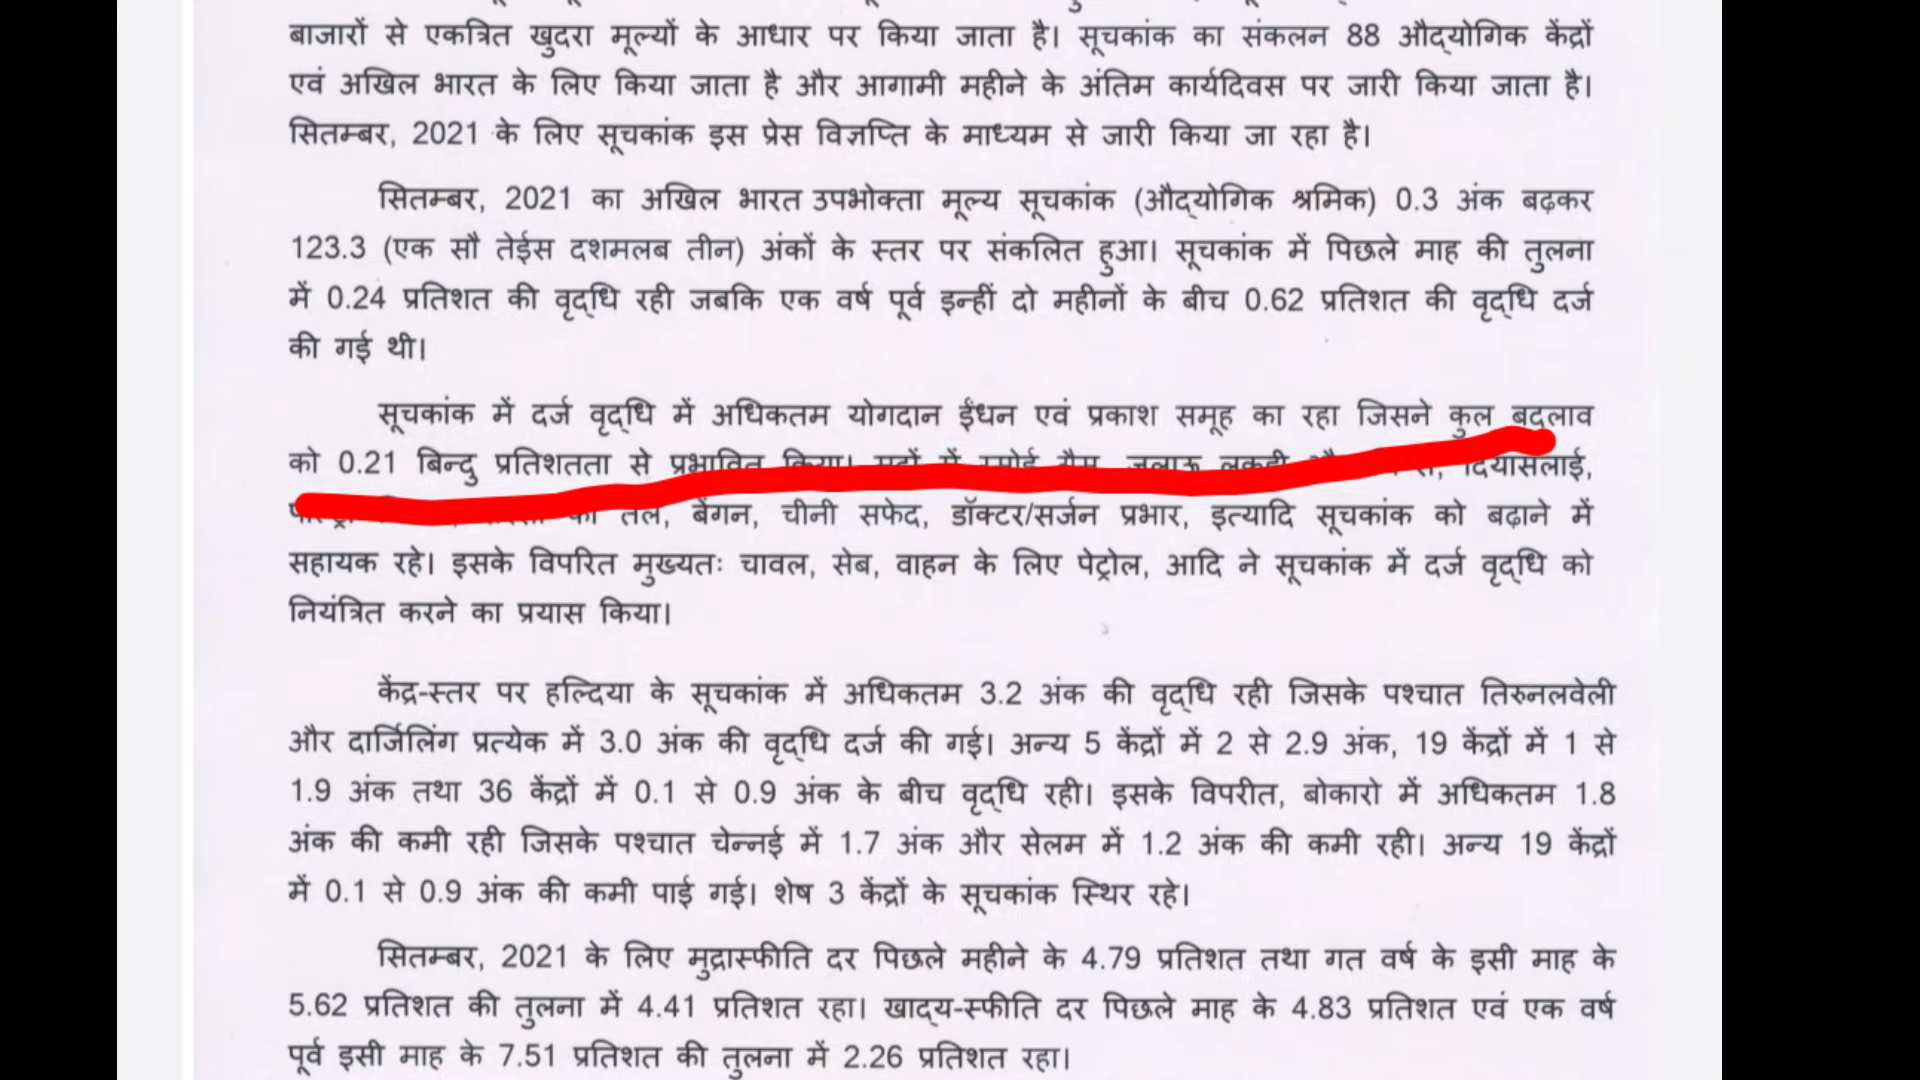 बाजारों से एकत्रित खुदरा मूल्यों के आधार पर किया जाता है। सूचकांक का संकलन 88 औद्योगिक केंद्रों
एवं अखिल भारत के लिए किया जाता है और आगामी महीने के अंतिम कार्यदिवस पर जारी किया जाता है।
सितम्बर, 2021 के लिए सूचकांक इस प्रेस विज्ञप्ति के माध्यम से जारी किया जा रहा है।
सितम्बर, 2021 का अखिल भारत उपभोक्ता मूल्य सूचकांक (औद्योगिक श्रमिक) 0.3 अंक बढ़कर
123.3 (एक सौ तेईस दशमलब तीन) अंकों के स्तर पर संकलित हुआ। सूचकांक में पिछले माह की तुलना
में 0.24 प्रतिशत की वृद्धि रही जबकि एक वर्ष पूर्व इन्हीं दो महीनों के बीच 0.62 प्रतिशत की वृद्धि दर्ज
की गई थी।
सूचकांक में दर्ज वृद्धि में अधिकतम योगदान ईंधन एवं प्रकाश समूह का रहा जिसने कुल बदलाव
को 0.21 बिन्दु प्रतिशतता से प्रभावित किया। मदों में रसोई गैस, जलाऊ लकड़ी दियासलाई,
तेल, बेंगन, चीनी सफेद, डॉक्टर/सर्जन प्रभार, इत्यादि सूचकांक को बढ़ाने में
सहायक रहे। इसके विपरित मुख्यतः चावल, सेब, वाहन के लिए पेट्रोल, आदि ने सूचकांक में दर्ज वृद्धि को
नियंत्रित करने का प्रयास किया।
केंद्र-स्तर पर हल्दिया के सूचकांक में अधिकतम 3.2 अंक की वृद्धि रही जिसके पश्चात तिरुनलवेली
और दार्जिलिंग प्रत्येक में 3.0 अंक की वृद्धि दर्ज की गई। अन्य 5 केंद्रों में 2 से 2.9 अंक, 19 केंद्रों में 1 से
1.9 अंक तथा 36 केंद्रों में 0.1 से 0.9 अंक के बीच वृद्धि रही। इसके विपरीत, बोकारो में अधिकतम 1.8
अंक की कमी रही जिसके पश्चात चेन्नई में 1.7 अंक और सेलम में 1.2 अंक की कमी रही। अन्य 19 केंद्रों
में 0.1 से 0.9 अंक की कमी पाई गई। शेष 3 केंद्रों के सूचकांक स्थिर रहे।
सितम्बर, 2021 के लिए मुद्रास्फीति दर पिछले महीने के 4.79 प्रतिशत तथा गत वर्ष के इसी माह के
5.62 प्रतिशत की तुलना में 4.41 प्रतिशत रहा। खाद्य-स्फीति दर पिछले माह के 4.83 प्रतिशत एवं एक वर्ष
पूर्व इसी माह के 7.51 प्रतिशत की तुलना में 2.26 प्रतिशत रहा।